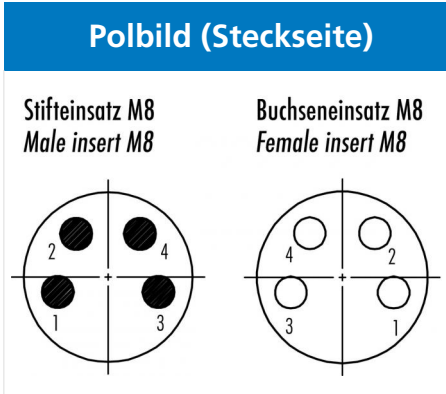 Polbild (Steckseite)
Stifteinsatz M8
Male insert M8
2
4
1
3
Buchseneinsatz M8
Female insert M8
4
2
3
1